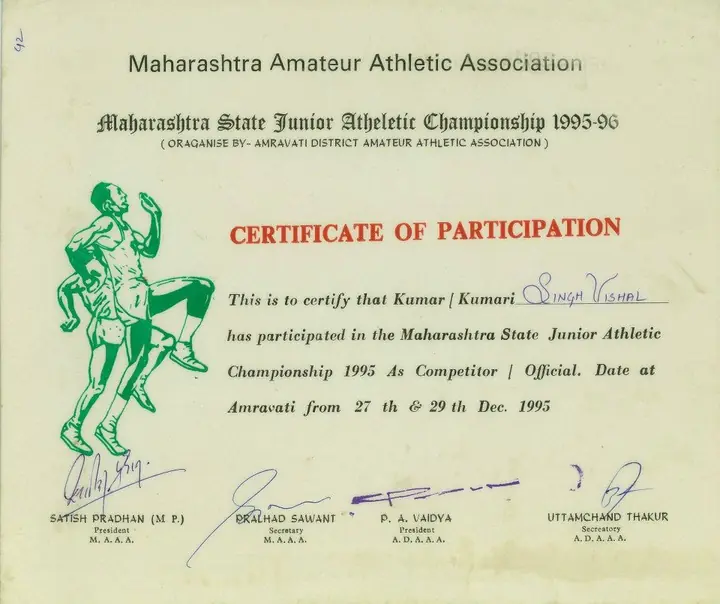 92
Maharashtra Amateur Athletic Association
Maharashtra State Junior Atheletic Championship 1995-96
( ORAGANISE BY- AMRAVATI DISTRICT AMATEUR ATHLETIC ASSOCIATION )
CERTIFICATE OF PARTICIPATION
This is to certify that Kumar / Kumari SINGH VISHAL
has participated in the Maharashtra State Junior Athletic
Championship 1995 As Competitor / Official. Date at
Amravati from 27 th & 29 th Dec. 1995
SATISH PRADHAN (M P.) PRALHAD SAWANT P. A. VAIDYA UTTAMCHAND THAKUR
President Secretary President Secreatory
M. A. A. A. M. A. A. A. A. D. A. A. A. A. D. A. A. A.